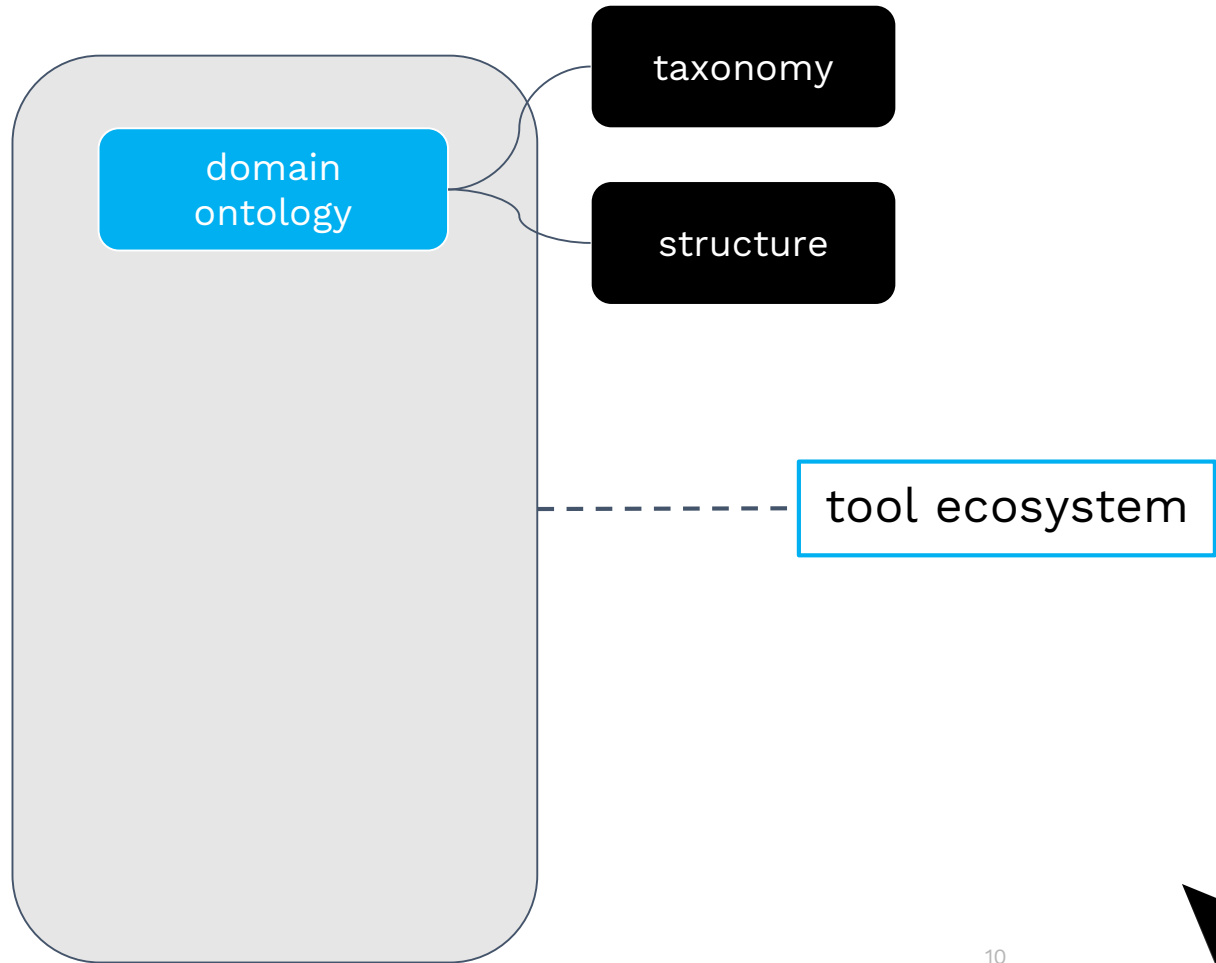 taxonomy
domain
ontology
structure
tool ecosystem
10